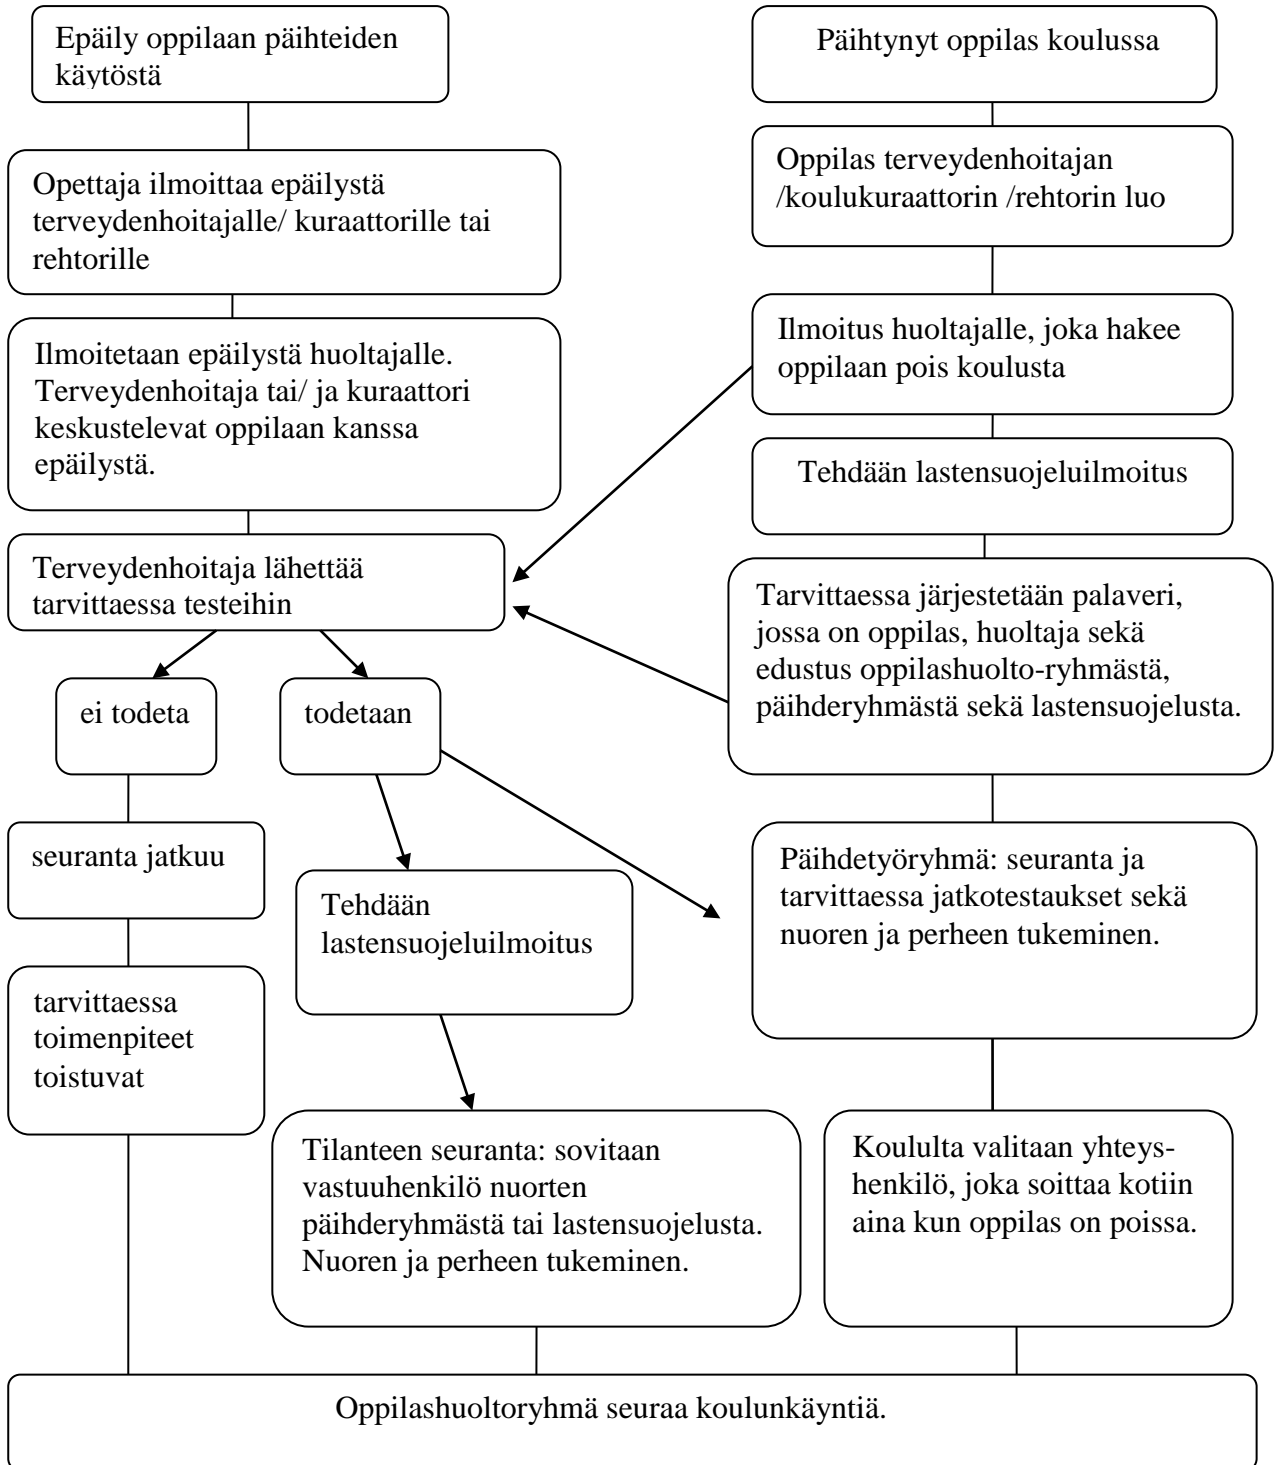 Epäily oppilaan päihteiden
käytöstä
Päihtynyt oppilas koulussa
Opettaja ilmoittaa epäilystä
terveydenhoitajalle/ kuraattorille tai
rehtorille
Oppilas terveydenhoitajan
/koulukuraattorin /rehtorin luo
Ilmoitetaan epäilystä huoltajalle.
Terveydenhoitaja tai/ ja kuraattori
keskustelevat oppilaan kanssa
epäilystä.
Ilmoitus huoltajalle, joka hakee
oppilaan pois koulusta
Tehdään lastensuojeluilmoitus
Terveydenhoitaja lähettää
tarvittaessa testeihin
Tarvittaessa järjestetään palaveri,
jossa on oppilas, huoltaja sekä
edustus oppilashuolto-ryhmästä,
päihderyhmästä sekä lastensuojelusta.
ei todeta
todetaan
seuranta jatkuu
Tehdään
lastensuojeluilmoitus
Päihdetyöryhmä: seuranta ja
tarvittaessa jatkotestaukset sekä
nuoren ja perheen tukeminen.
tarvittaessa
toimenpiteet
toistuvat
Tilanteen seuranta: sovitaan
vastuuhenkilö nuorten
päihderyhmästä tai lastensuojelusta.
Nuoren ja perheen tukeminen.
Koululta valitaan yhteys-
henkilö, joka soittaa kotiin
aina kun oppilas on poissa.
Oppilashuoltoryhmä seuraa koulunkäyntiä.